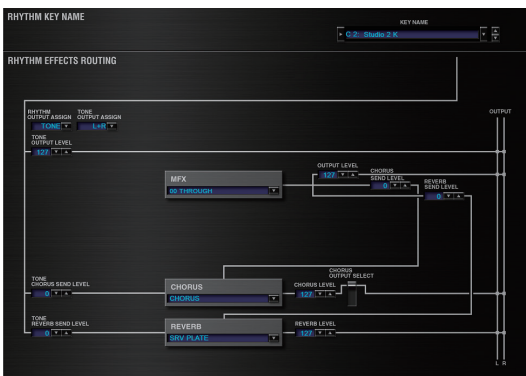 RHYTHM KEY NAME
KEY NAME
C 2: Studio 2 K
RHYTHM EFFECTS ROUTING
OUTPUT
RHYTHM
OUTPUT ASSIGN
TONE
OUTPUT ASSIGN
TONE
L+R
TONE
OUTPUT LEVEL
127
OUTPUT LEVEL
127
CHORUS
SEND LEVEL
0
REVERB
SEND LEVEL
0
MFX
00 THROUGH
CHORUS
OUTPUT SELECT
TONE
CHORUS SEND LEVEL
0
CHORUS
CHORUS
CHORUS LEVEL
127
TONE
REVERB SEND LEVEL
0
REVERB
SRV PLATE
REVERB LEVEL
127
L R